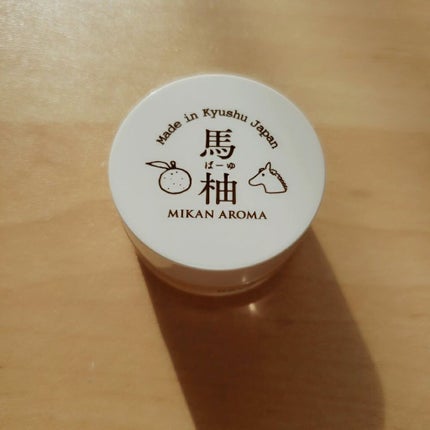 Made in Kyushu Japan
馬
ばーゆ
柚
MIKAN AROMA